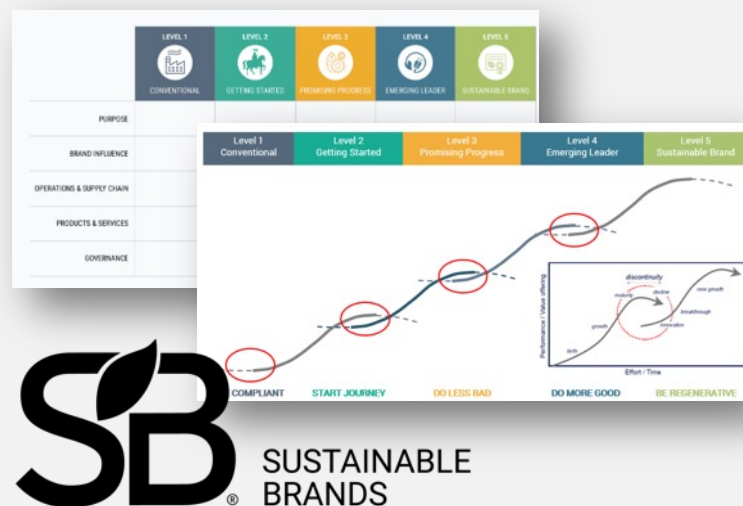 LEVEL 1
LEVEL 2
LEVEL 3
LEVEL 4
LEVEL 5
CONVENTIONAL
GETTING STARTED
PROMISING PROGRESS
EMERGING LEADER
SUSTAINABLE BRAND
PURPOSE
BRAND INFLUENCE
OPERATIONS & SUPPLY CHAIN
PRODUCTS & SERVICES
GOVERNANCE
Level 1
Conventional
Level 2
Getting Started
Level 3
Promising Progress
Level 4
Emerging Leader
Level 5
Sustainable Brand
Performance / Value offering
discontinuity
maturity
decline
new growth
growth
breakthrough
innovation
birth
Effort / Time
COMPLIANT
START JOURNEY
DO LESS BAD
DO MORE GOOD
BE REGENERATIVE
SB®
SUSTAINABLE
BRANDS